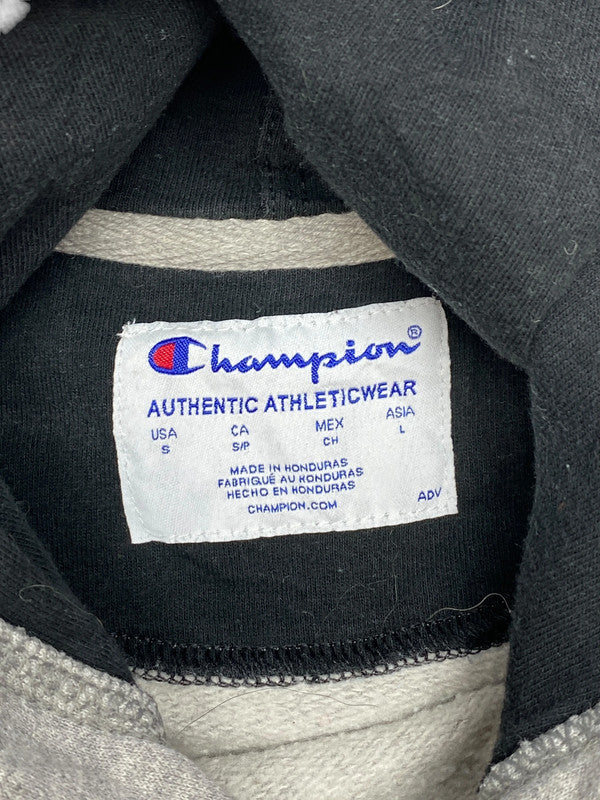 Champion®
AUTHENTIC ATHLETICWEAR
USA CA MEX ASIA
S S/P CH L
MADE IN HONDURAS
FABRIQUÉ AU HONDURAS
HECHO EN HONDURAS
CHAMPION.COM
ADV